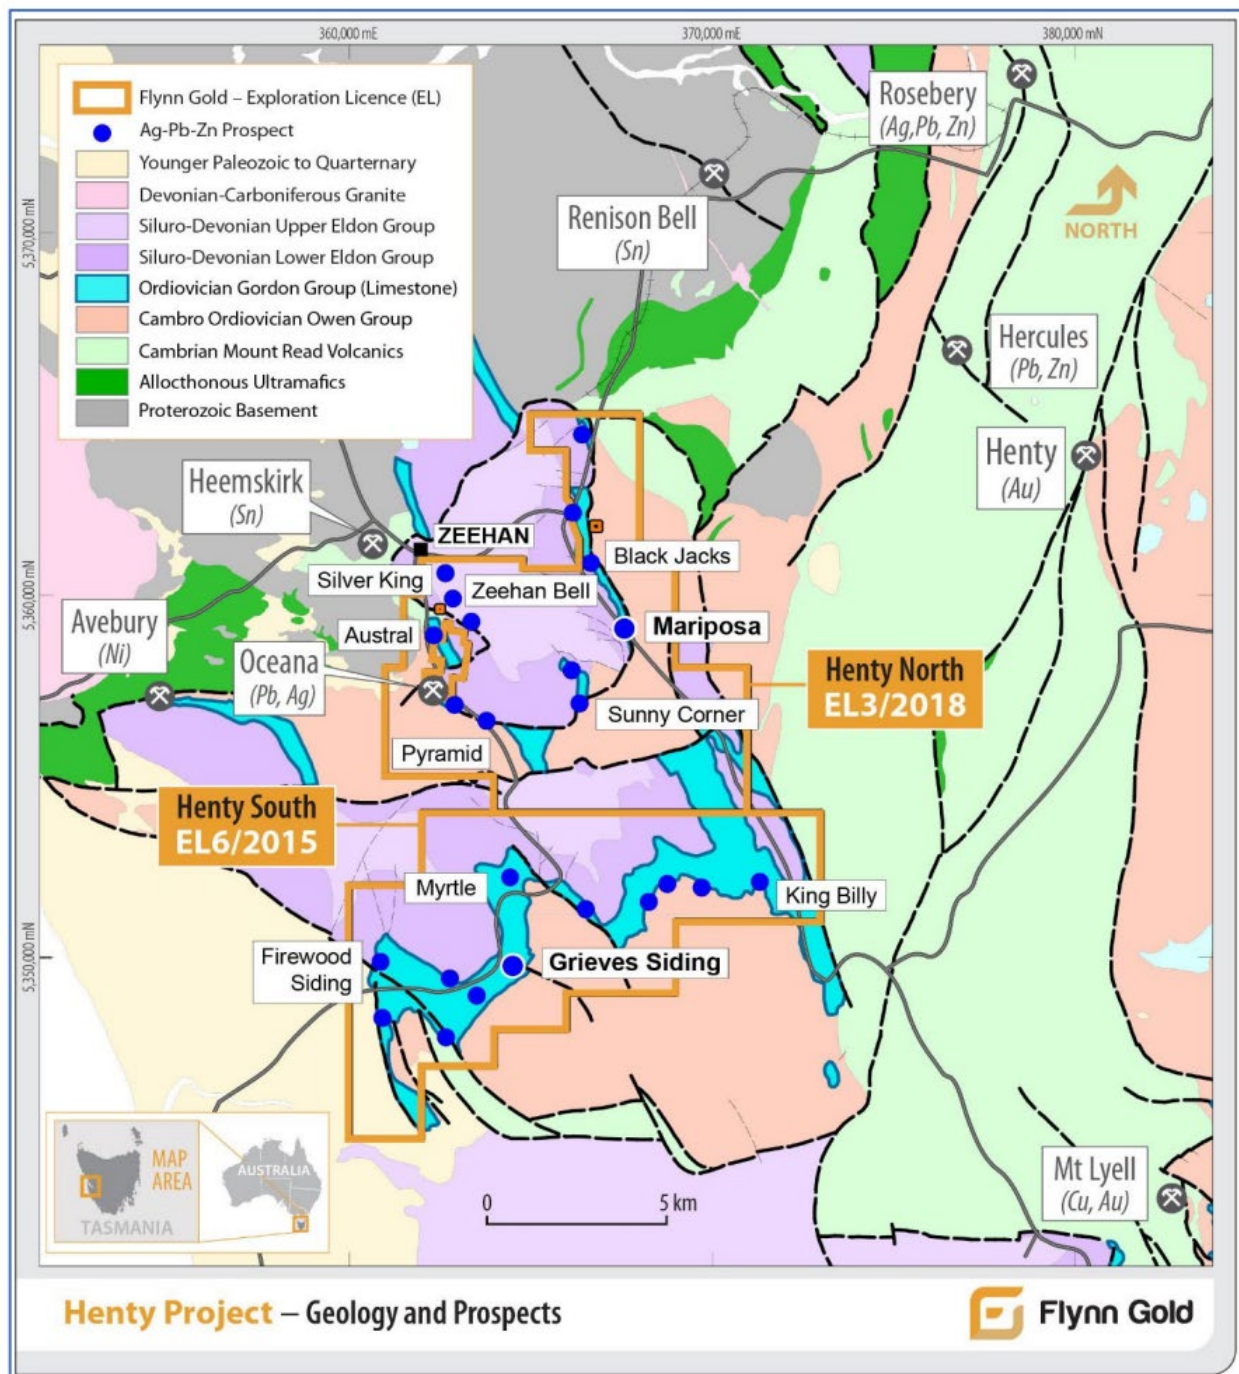 360,000 mE
370,000 mE
380,000 mN
Flynn Gold – Exploration Licence (EL)
Ag-Pb-Zn Prospect
Younger Paleozoic to Quarternary
Devonian-Carboniferous Granite
Siluro-Devonian Upper Eldon Group
Siluro-Devonian Lower Eldon Group
Ordiovician Gordon Group (Limestone)
Cambro Ordiovician Owen Group
Cambrian Mount Read Volcanics
Allocthonous Ultramafics
Proterozoic Basement
Rosebery
(Ag,Pb, Zn)
NORTH
Renison Bell
(Sn)
5,370,000 mN
Hercules
(Pb, Zn)
Henty
(Au)
Heemskirk
(Sn)
ZEEHAN
Black Jacks
Silver King
Zeehan Bell
5,360,000 mN
Avebury
(Ni)
Austral
Mariposa
Oceana
(Pb, Ag)
Henty North
EL3/2018
Sunny Corner
Pyramid
Henty South
EL6/2015
Myrtle
King Billy
5,350,000 mN
Firewood
Siding
Grieves Siding
MAP
AREA
TASMANIA
AUSTRALIA
0
5 km
Mt Lyell
(Cu, Au)
Henty Project – Geology and Prospects
Flynn Gold